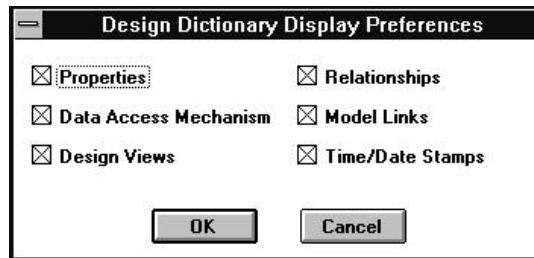 Design Dictionary Display Preferences
Properties
Relationships
Data Access Mechanism
Model Links
Design Views
Time/Date Stamps
OK
Cancel